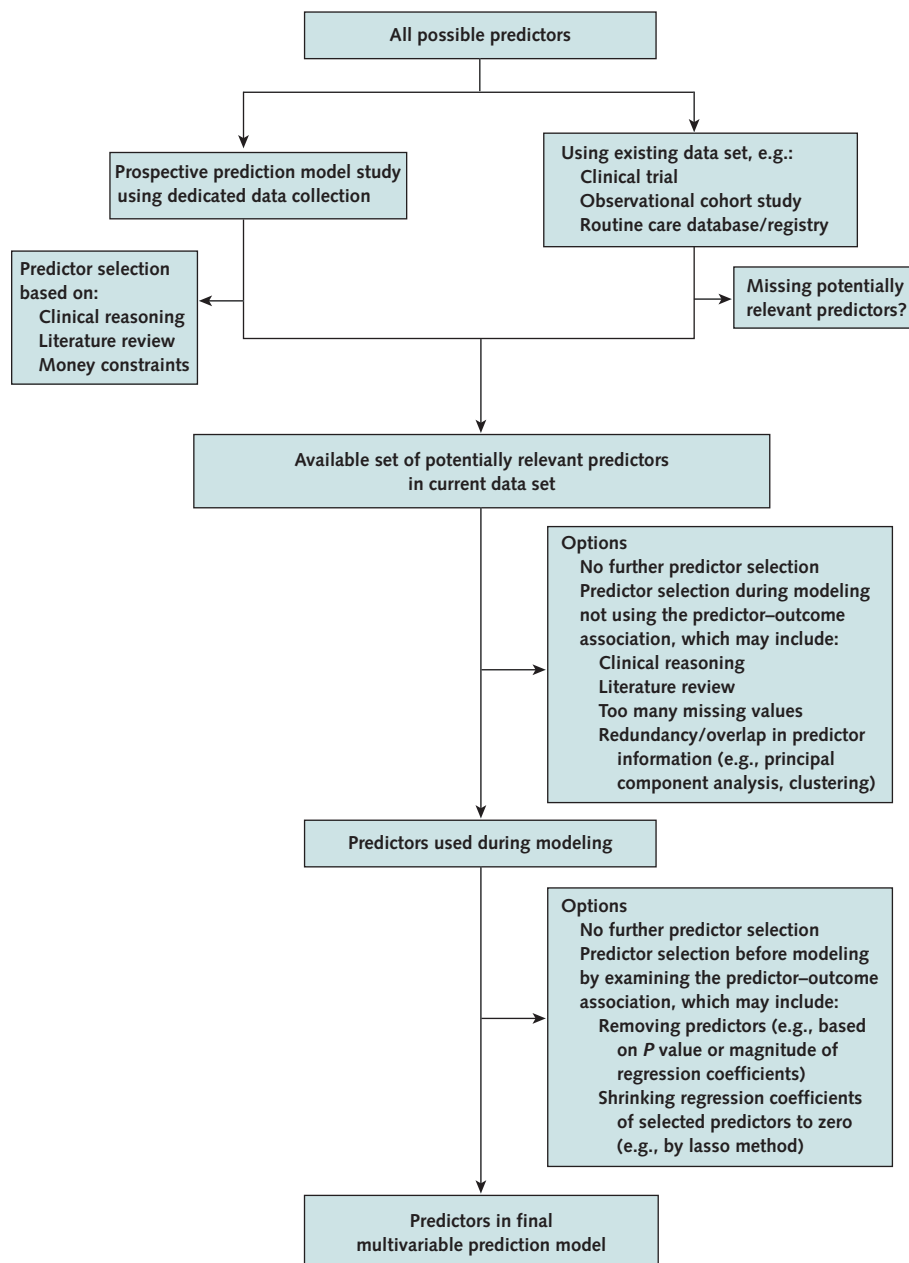 All possible predictors
Prospective prediction model study
using dedicated data collection
Using existing data set, e.g.:
Clinical trial
Observational cohort study
Routine care database/registry
Predictor selection
based on:
Clinical reasoning
Literature review
Money constraints
Missing potentially
relevant predictors?
Available set of potentially relevant predictors
in current data set
Options
No further predictor selection
Predictor selection during modeling
not using the predictor–outcome
association, which may include:
Clinical reasoning
Literature review
Too many missing values
Redundancy/overlap in predictor
information (e.g., principal
component analysis, clustering)
Predictors used during modeling
Options
No further predictor selection
Predictor selection before modeling
by examining the predictor–outcome
association, which may include:
Removing predictors (e.g., based
on P value or magnitude of
regression coefficients)
Shrinking regression coefficients
of selected predictors to zero
(e.g., by lasso method)
Predictors in final
multivariable prediction model